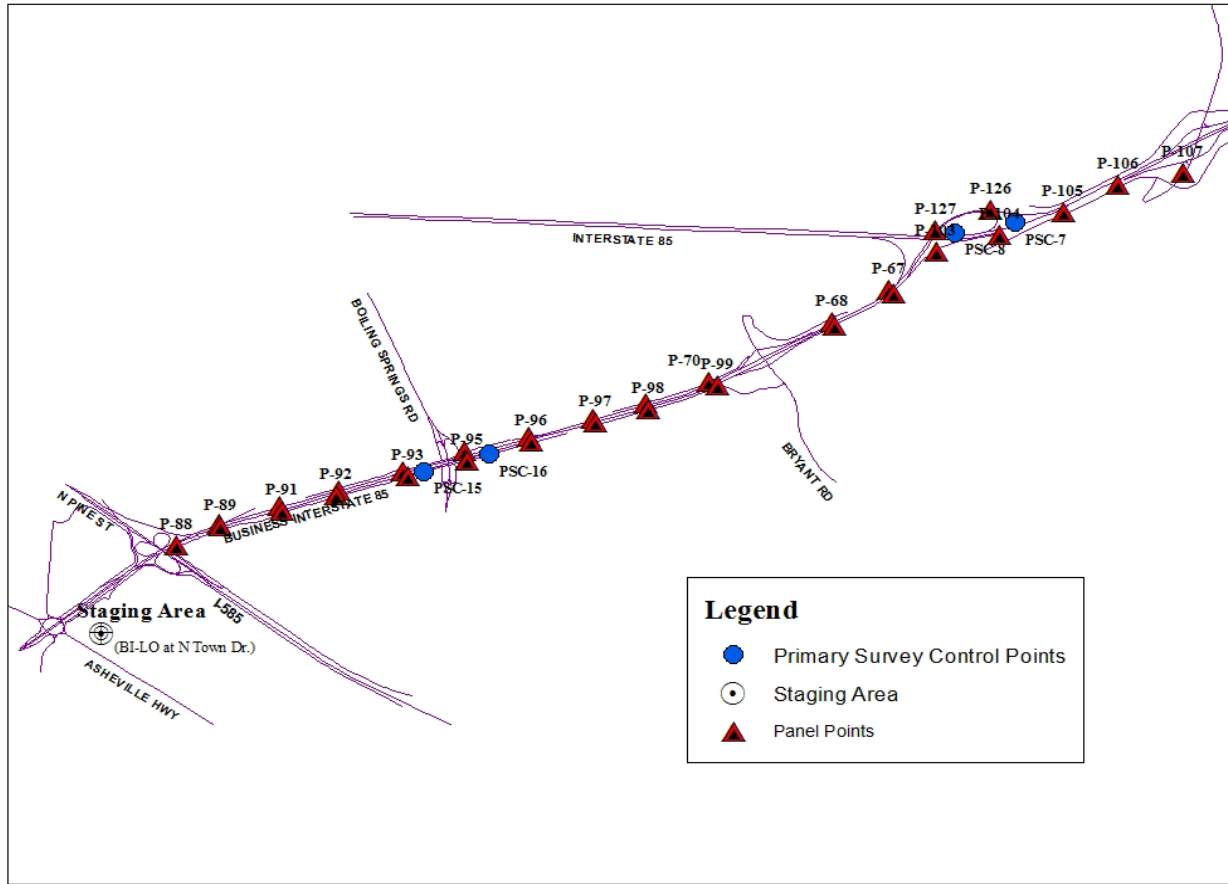 P-107
P-106
P-126
P-105
P-127
PSC-7
INTERSTATE 85
PSC-8
P-67
P-68
BOILING SPRINGS RD
P-70
P-99
P-98
P-97
P-96
P-95
BRYANT RD
PSC-16
P-93
PSC-15
P-92
P-91
P-89
BUSINESS INTERSTATE 85
N PINE ST
P-88
Staging Area
(BI-LO at N Town Dr.)
I-585
ASHEVILLE HWY
Legend
Primary Survey Control Points
Staging Area
Panel Points